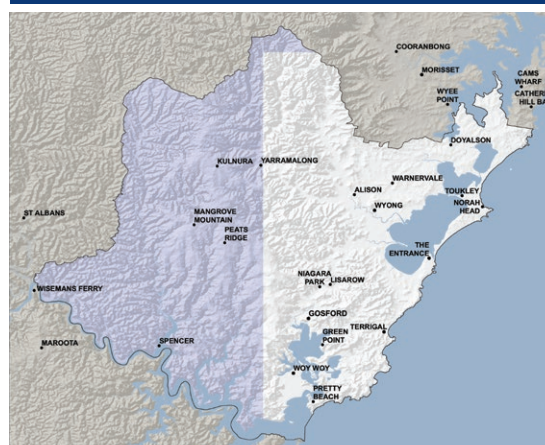 COORANBONG
MORISSET
CAMS
WHARF
WYEE
POINT
CATHERI
HILL BA
DOYALSON
KULNURA
YARRAMALONG
WARNERVALE
ALISON
TOUKLEY
WYONG
NORAH
HEAD
ST ALBANS
MANGROVE
MOUNTAIN
PEATS
RIDGE
THE
ENTRANCE
NIAGARA
PARK
LISAROW
WISEMANS FERRY
GOSFORD
TERRIGAL
GREEN
POINT
MAROOTA
SPENCER
WOY WOY
PRETTY
BEACH